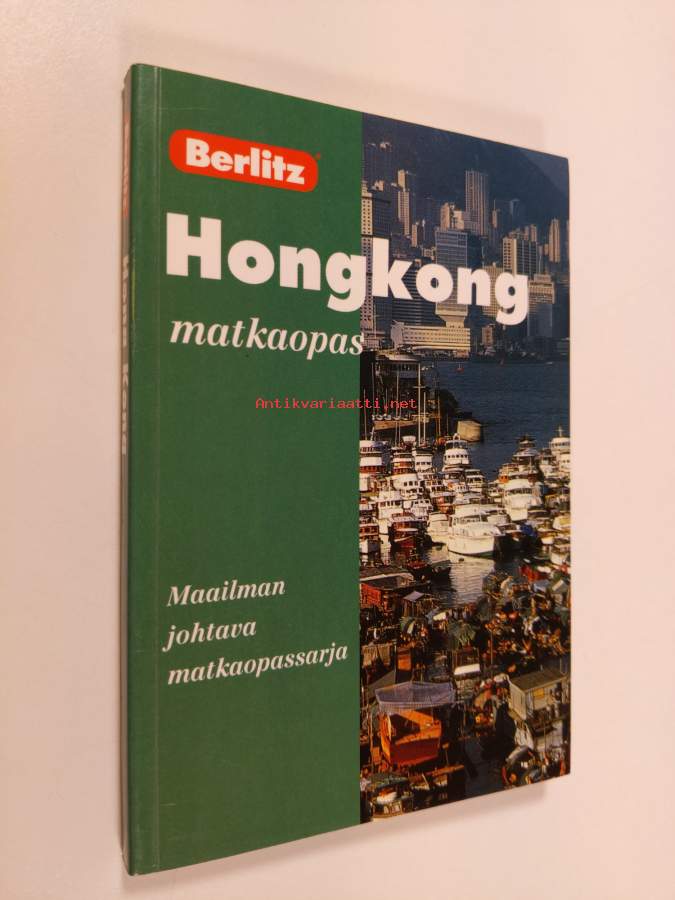 Berlitz
Hongkong
matkaopas
Antikvariaatti.net
Maailman
johtava
matkaopassarja